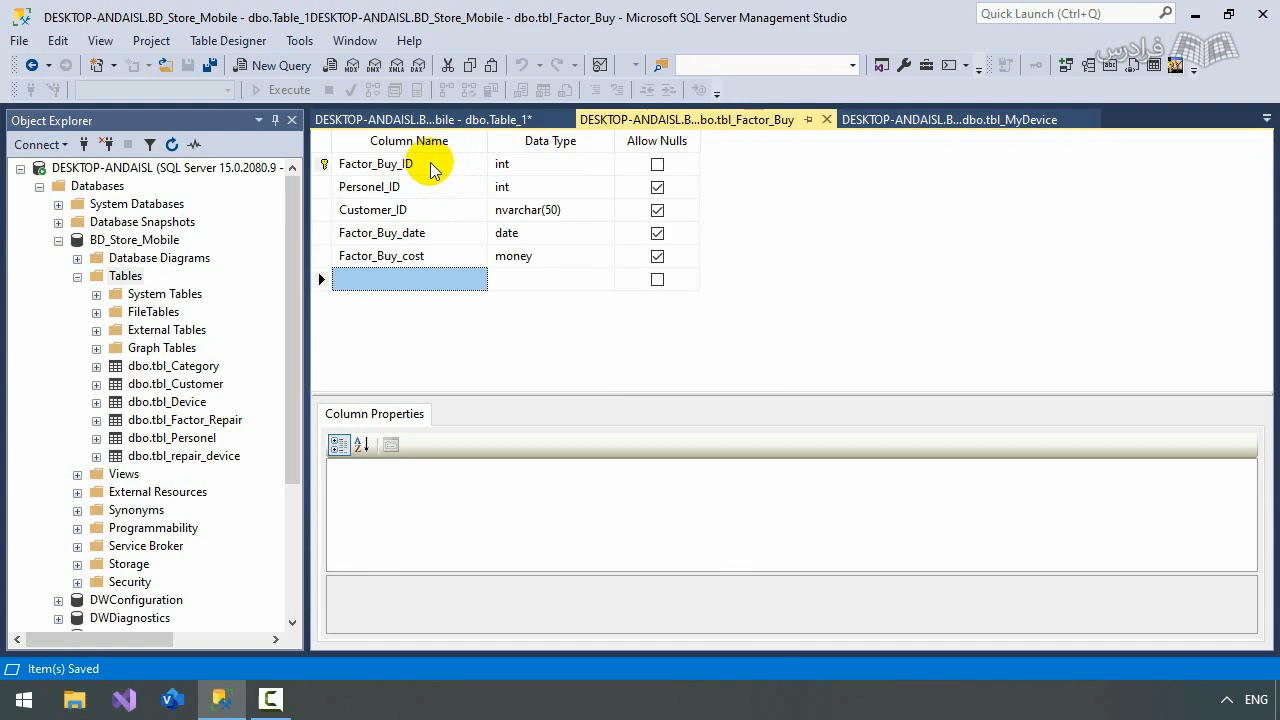 DESKTOP-ANDAISL.BD_Store_Mobile - dbo.Table_1DESKTOP-ANDAISL.BD_Store_Mobile - dbo.tbl_Factor_Buy - Microsoft SQL Server Management Studio
Quick Launch (Ctrl+Q)
File Edit View Project Table Designer Tools Window Help
فرادرس
New Query
MDX DMX XMLA DAX
Execute
Object Explorer
DESKTOP-ANDAISL.B...bile - dbo.Table_1*
DESKTOP-ANDAISL.B...bo.tbl_Factor_Buy
DESKTOP-ANDAISL.B...dbo.tbl_MyDevice
Connect
DESKTOP-ANDAISL (SQL Server 15.0.2080.9 -
Databases
System Databases
Database Snapshots
BD_Store_Mobile
Database Diagrams
Tables
System Tables
FileTables
External Tables
Graph Tables
dbo.tbl_Category
dbo.tbl_Customer
dbo.tbl_Device
dbo.tbl_Factor_Repair
dbo.tbl_Personel
dbo.tbl_repair_device
Views
External Resources
Synonyms
Programmability
Service Broker
Storage
Security
DWConfiguration
DWDiagnostics
Column Name Data Type Allow Nulls
Factor_Buy_ID int
Personel_ID int
Customer_ID nvarchar(50)
Factor_Buy_date date
Factor_Buy_cost money
Column Properties
Item(s) Saved
ENG